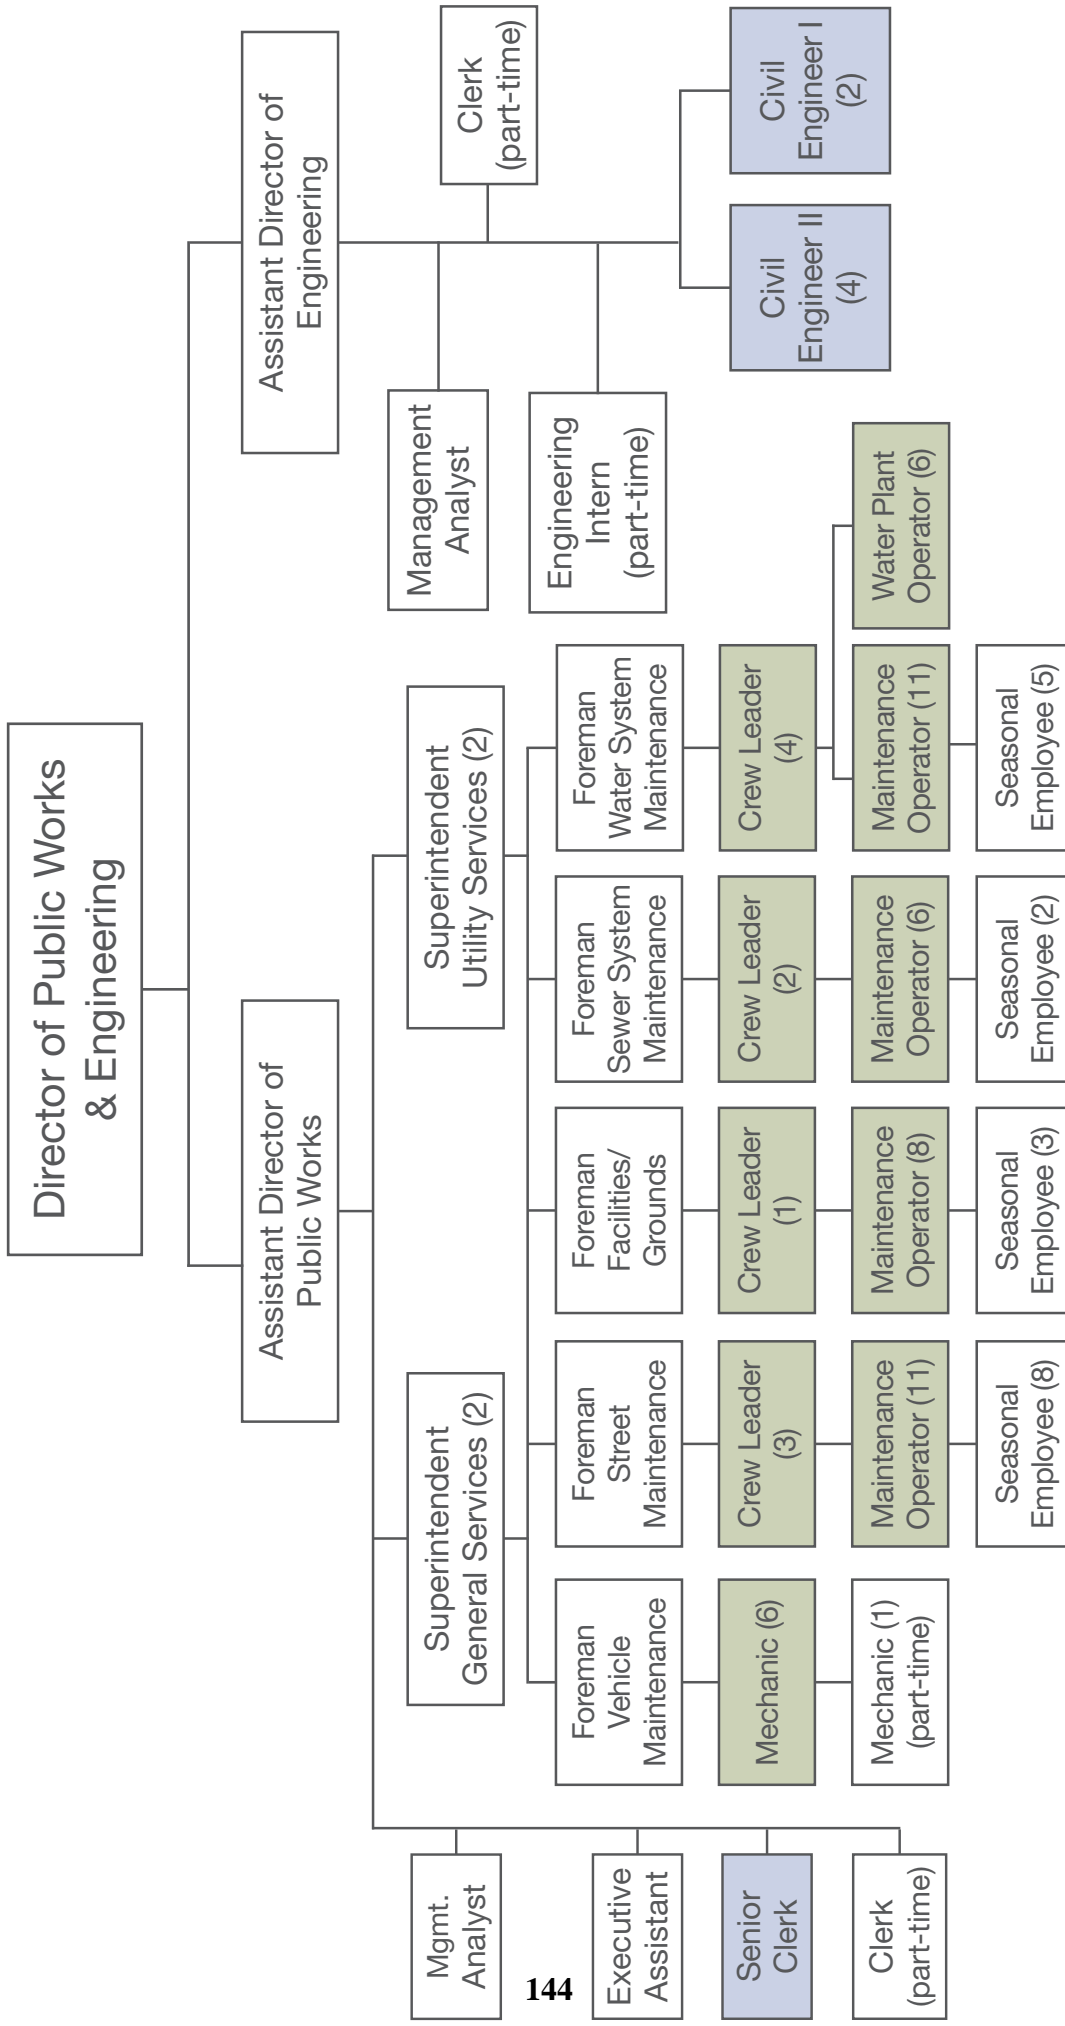 Director of Public Works
& Engineering
Assistant Director of
Public Works
Assistant Director of
Engineering
Mgmt.
Analyst
Executive
Assistant
Senior
Clerk
Clerk
(part-time)
Superintendent
General Services (2)
Superintendent
Utility Services (2)
Foreman
Vehicle
Maintenance
Mechanic (6)
Mechanic (1)
(part-time)
Foreman
Street
Maintenance
Crew Leader
(3)
Maintenance
Operator (11)
Seasonal
Employee (8)
Foreman
Facilities/
Grounds
Crew Leader
(1)
Maintenance
Operator (8)
Seasonal
Employee (3)
Foreman
Sewer System
Maintenance
Crew Leader
(2)
Maintenance
Operator (6)
Seasonal
Employee (2)
Foreman
Water System
Maintenance
Crew Leader
(4)
Maintenance
Operator (11)
Seasonal
Employee (5)
Water Plant
Operator (6)
Management
Analyst
Clerk
(part-time)
Engineering
Intern
(part-time)
Civil
Engineer II
(4)
Civil
Engineer I
(2)
144